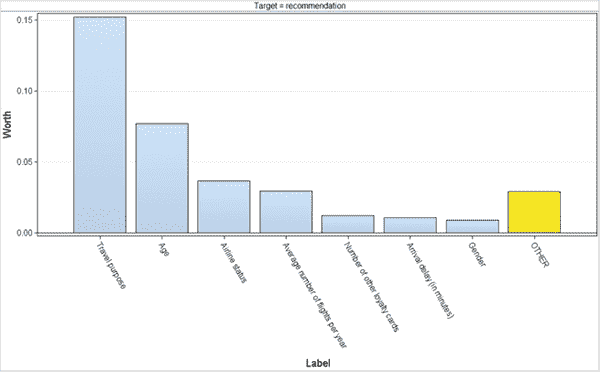 Target = recommendation
Worth
0.15
0.10
0.05
0.00
Travel purpose
Age
Airline status
Average number of flights per year
Number of other loyalty cards
Arrival delay (in minutes)
Gender
OTHER
Label